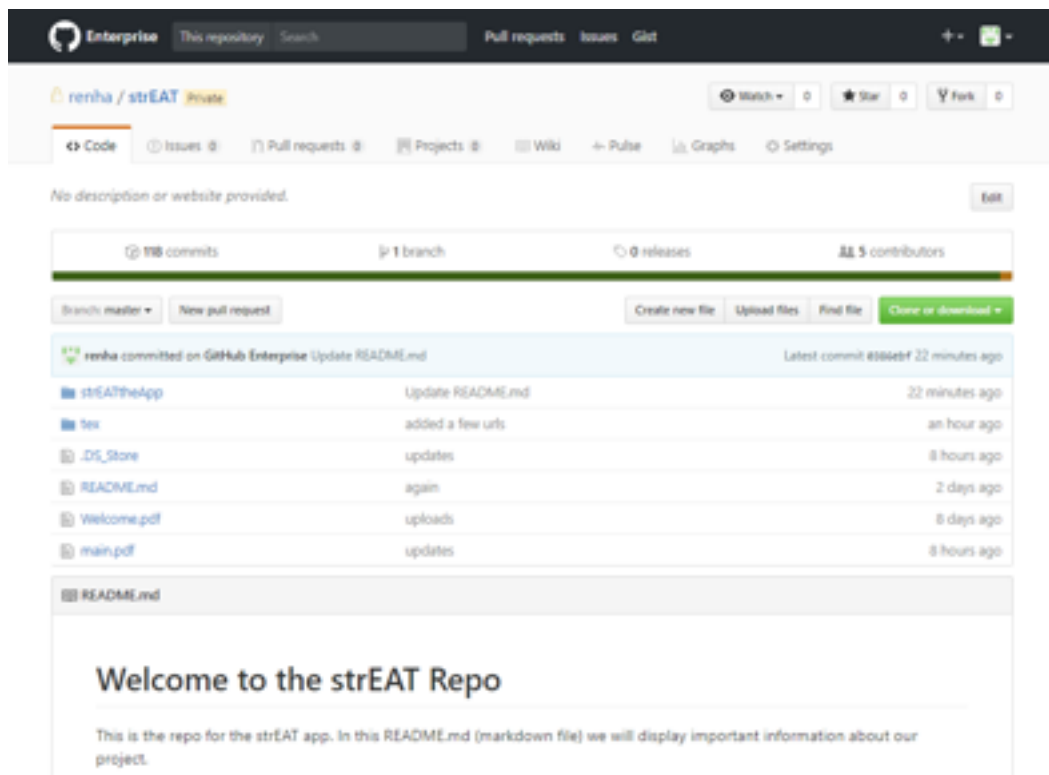 Enterprise This repository Search Pull requests Issues Gist
renha / strEAT Private Watch 0 Star 0 Fork 0
Code Issues 0 Pull requests 0 Projects 0 Wiki Pulse Graphs Settings
No description or website provided. Edit
118 commits 1 branch 0 releases 5 contributors
Branch: master New pull request Create new file Upload files Find file Clone or download
renha committed on GitHub Enterprise Update README.md Latest commit 22 minutes ago
strEATtheApp Update README.md 22 minutes ago
tex added a few urls an hour ago
.DS_Store updates 8 hours ago
README.md again 2 days ago
Welcome.pdf uploads 8 days ago
main.pdf updates 8 hours ago
README.md
Welcome to the strEAT Repo
This is the repo for the strEAT app. In this README.md (markdown file) we will display important information about our
project.